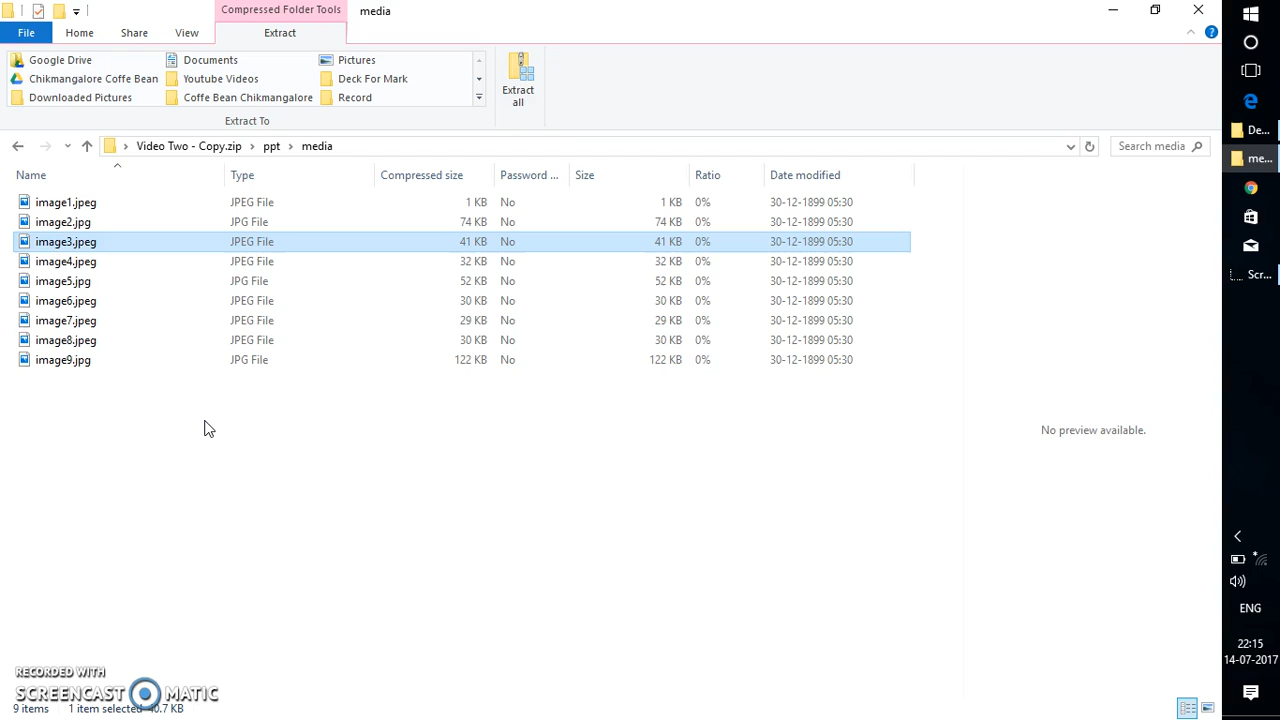 Compressed Folder Tools
media
File
Home
Share
View
Extract
Google Drive
Documents
Pictures
Chikmangalore Coffe Bean
Youtube Videos
Deck For Mark
Downloaded Pictures
Coffe Bean Chikmangalore
Record
Extract
all
Extract To
Video Two - Copy.zip > ppt > media
Search media
Name Type Compressed size Password ... Size Ratio Date modified
image1.jpeg JPEG File 1 KB No 1 KB 0% 30-12-1899 05:30
image2.jpg JPG File 74 KB No 74 KB 0% 30-12-1899 05:30
image3.jpeg JPEG File 41 KB No 41 KB 0% 30-12-1899 05:30
image4.jpeg JPEG File 32 KB No 32 KB 0% 30-12-1899 05:30
image5.jpg JPG File 52 KB No 52 KB 0% 30-12-1899 05:30
image6.jpeg JPEG File 30 KB No 30 KB 0% 30-12-1899 05:30
image7.jpeg JPEG File 29 KB No 29 KB 0% 30-12-1899 05:30
image8.jpeg JPEG File 30 KB No 30 KB 0% 30-12-1899 05:30
image9.jpg JPG File 122 KB No 122 KB 0% 30-12-1899 05:30
No preview available.
RECORDED WITH
SCREENCAST MATIC
9 items 1 item selected 40.7 KB
De...
me...
Scr...
ENG
22:15
14-07-2017